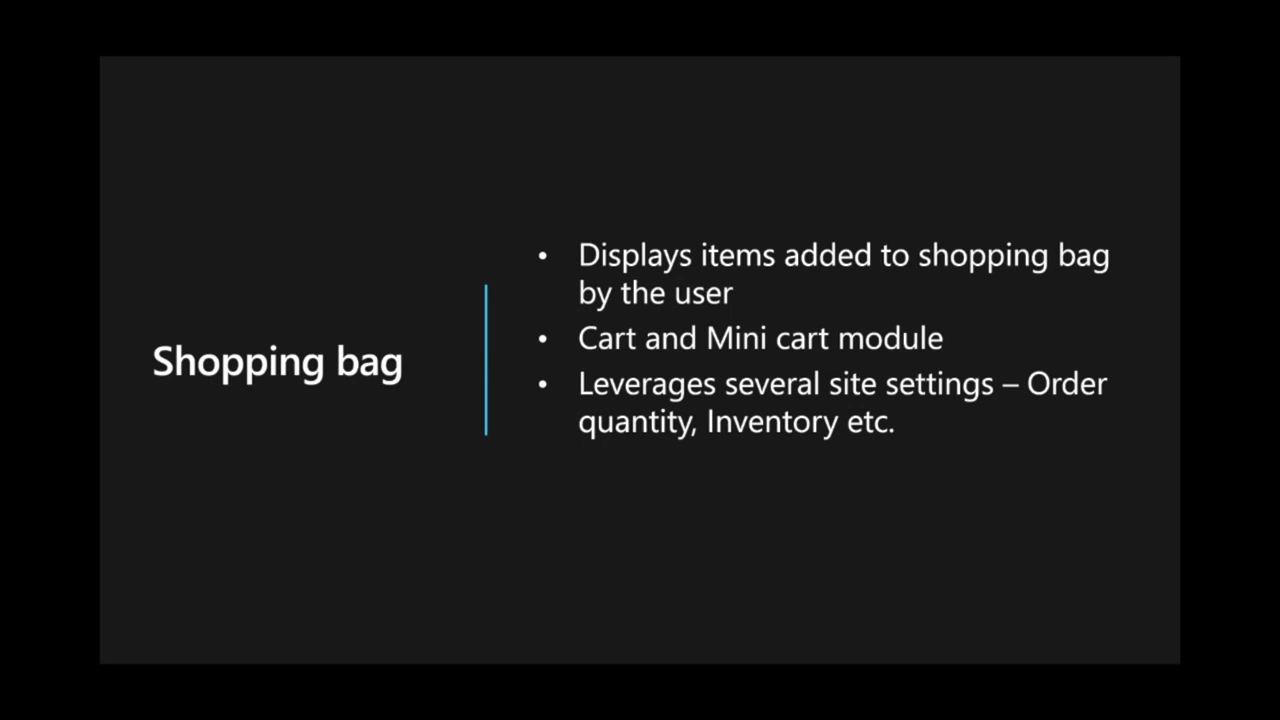 Shopping bag
• Displays items added to shopping bag
by the user
• Cart and Mini cart module
• Leverages several site settings – Order
quantity, Inventory etc.